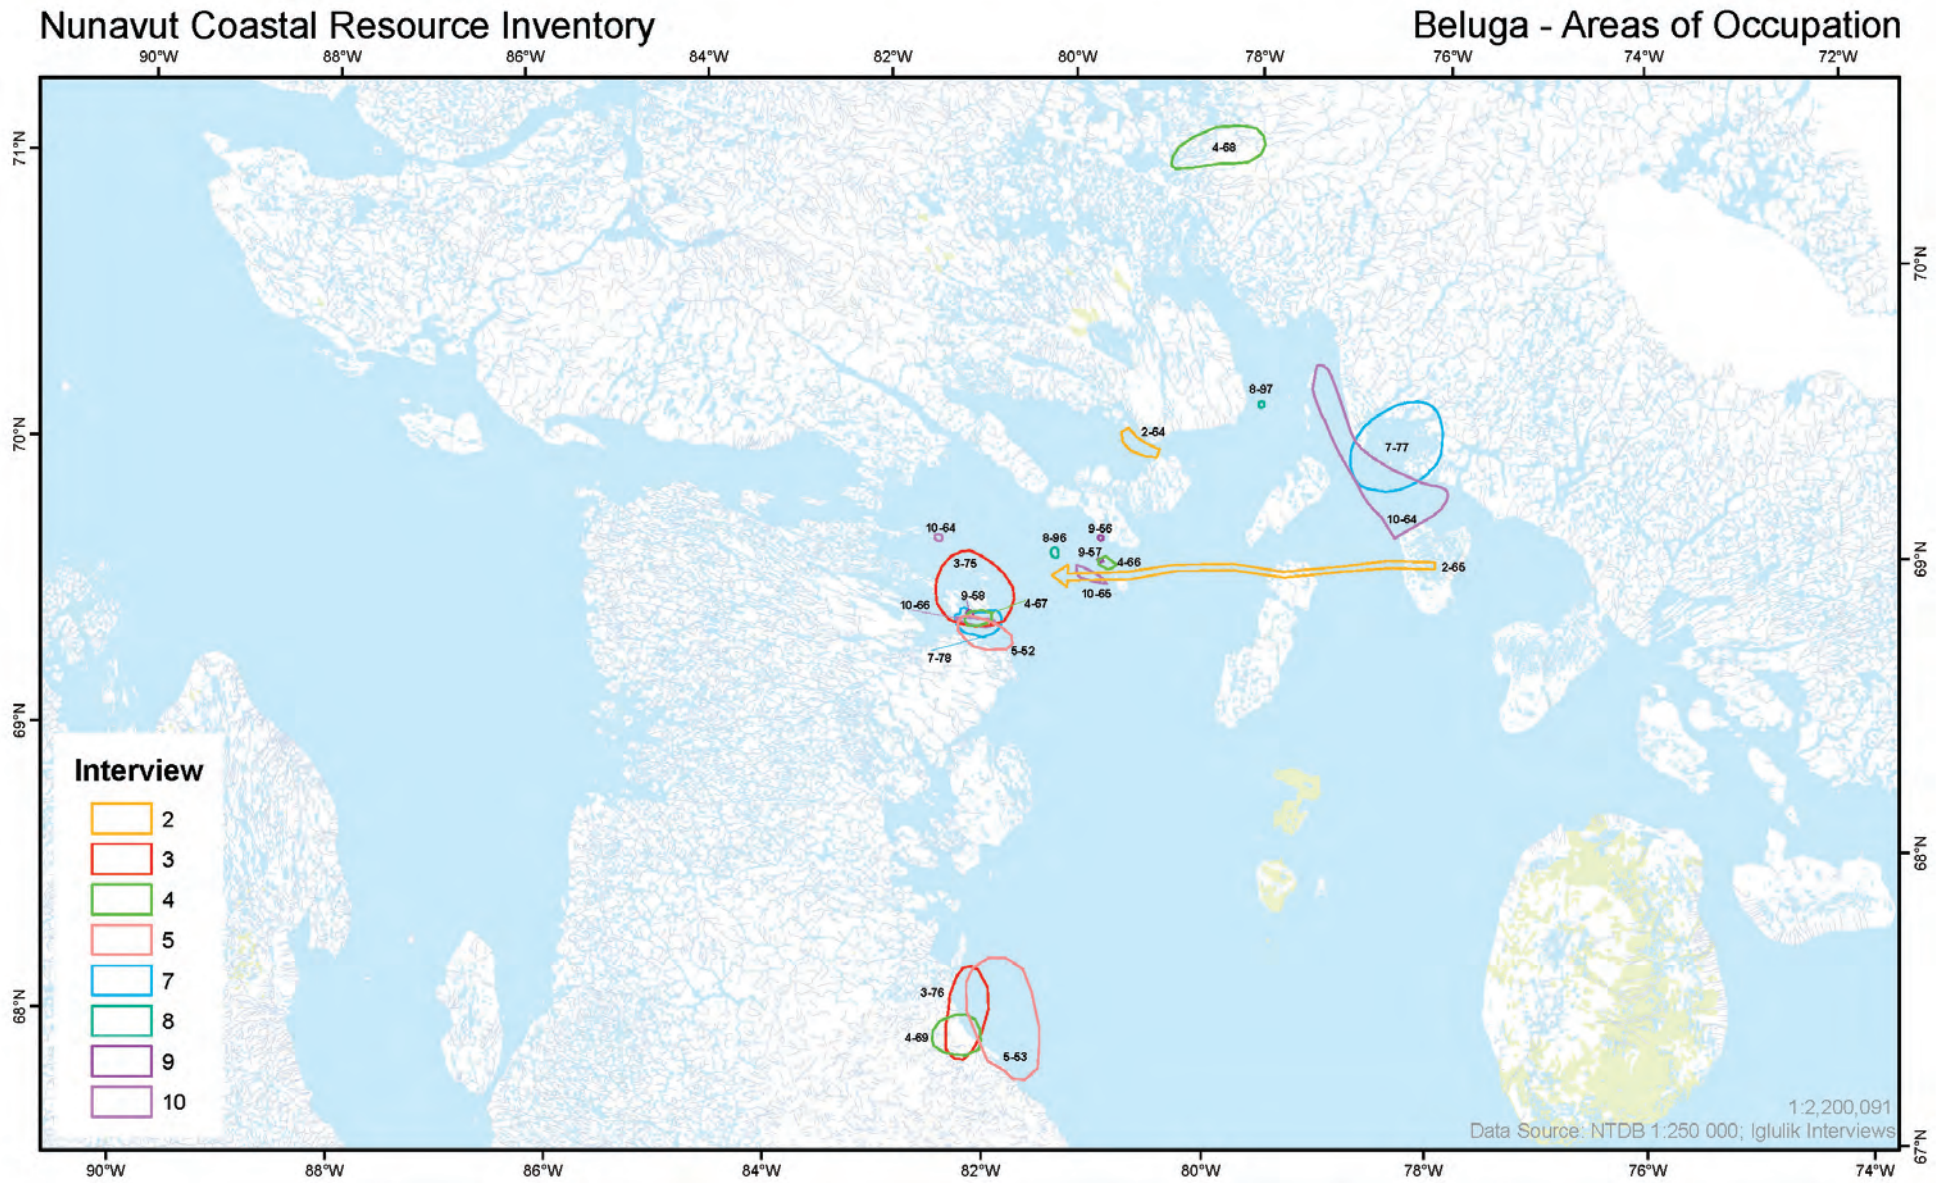 Nunavut Coastal Resource Inventory
Beluga - Areas of Occupation
90°W 88°W 86°W 84°W 82°W 80°W 78°W 76°W 74°W 72°W
71°N
4-68
70°N
8-97
70°N
2-64
7-77
10-64
10-64
8-96
9-56
9-57
4-66
69°N
3-75
2-65
10-65
9-58
10-66
4-67
7-78
5-52
69°N
Interview
2
3
4
5
7
8
9
10
68°N
3-76
68°N
4-69
5-53
1:2,200,091
Data Source: NTDB 1:250 000; Iglulik Interviews
67°N
90°W 88°W 86°W 84°W 82°W 80°W 78°W 76°W 74°W